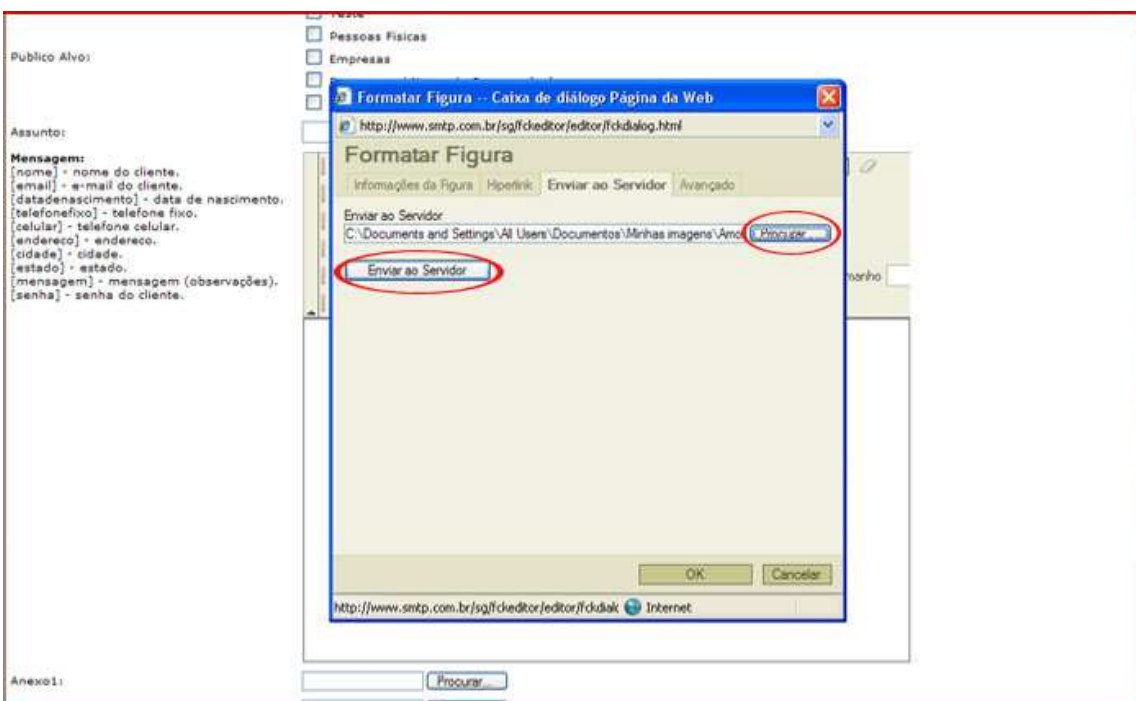 Teste
Pessoas Fisicas
Publico Alvo:
Empresas
Formatar Figura -- Caixa de diálogo Página da Web
http://www.smtp.com.br/sg/fckeditor/editor/fckdialog.html
Assunto:
Formatar Figura
Informações da Figura Hiperlink Enviar ao Servidor Avançado
Enviar ao Servidor
C:\Documents and Settings\All Users\Documentos\Minhas imagens\Amo Procurar...
Enviar ao Servidor
Mensagem:
[nome] - nome do cliente.
[email] - e-mail do cliente.
[datadenascimento] - data de nascimento.
[telefonefixo] - telefone fixo.
[celular] - telefone celular.
[endereco] - endereco.
[cidade] - cidade.
[estado] - estado.
[mensagem] - mensagem (observações).
[senha] - senha do cliente.
manho
OK Cancelar
http://www.smtp.com.br/sg/fckeditor/editor/fckdialc Internet
Anexo1:
Procurar...